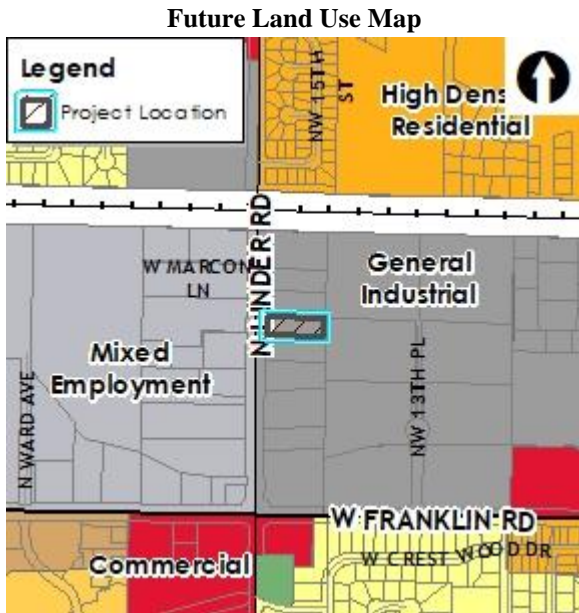 Future Land Use Map
Legend
Project Location
NW 15TH
ST
High Dens
Residential
N LINDER RD
W MARCON
LN
General
Industrial
Mixed
Employment
N WARD AVE
NW 13TH PL
W FRANKLIN RD
W CREST WOOD DR
Commercial